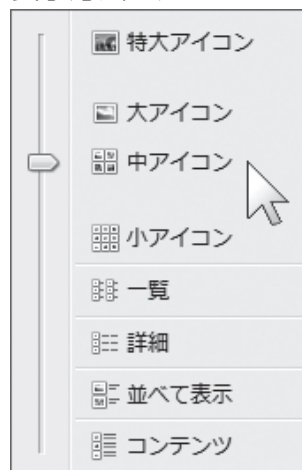 特大アイコン
大アイコン
中アイコン
小アイコン
一覧
詳細
並べて表示
コンテンツ